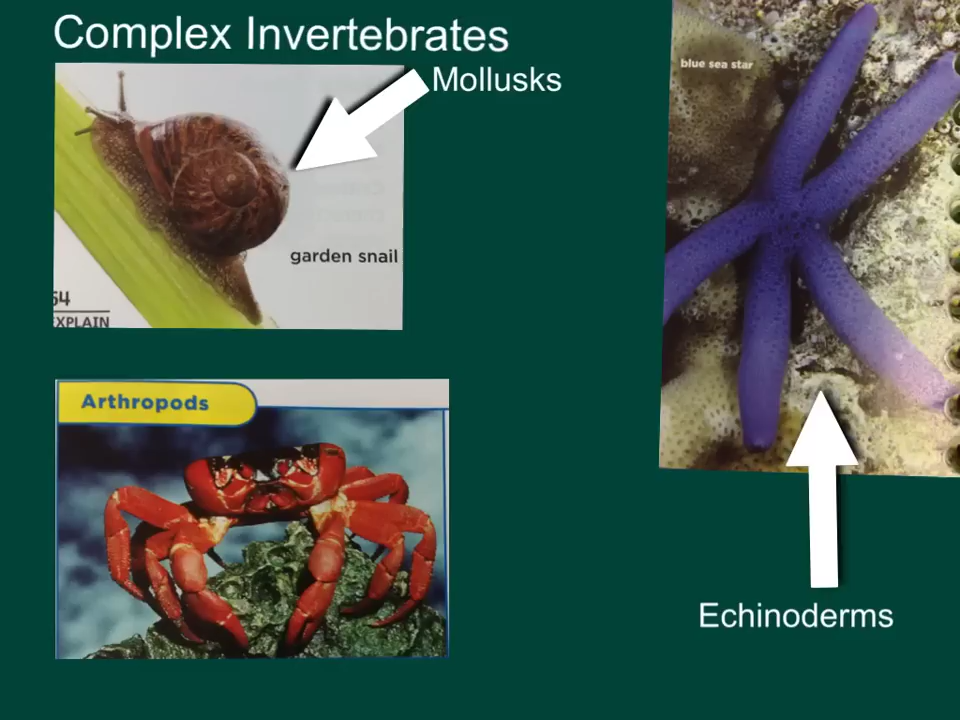 Complex Invertebrates
Mollusks
blue sea star
garden snail
54
EXPLAIN
Arthropods
Echinoderms